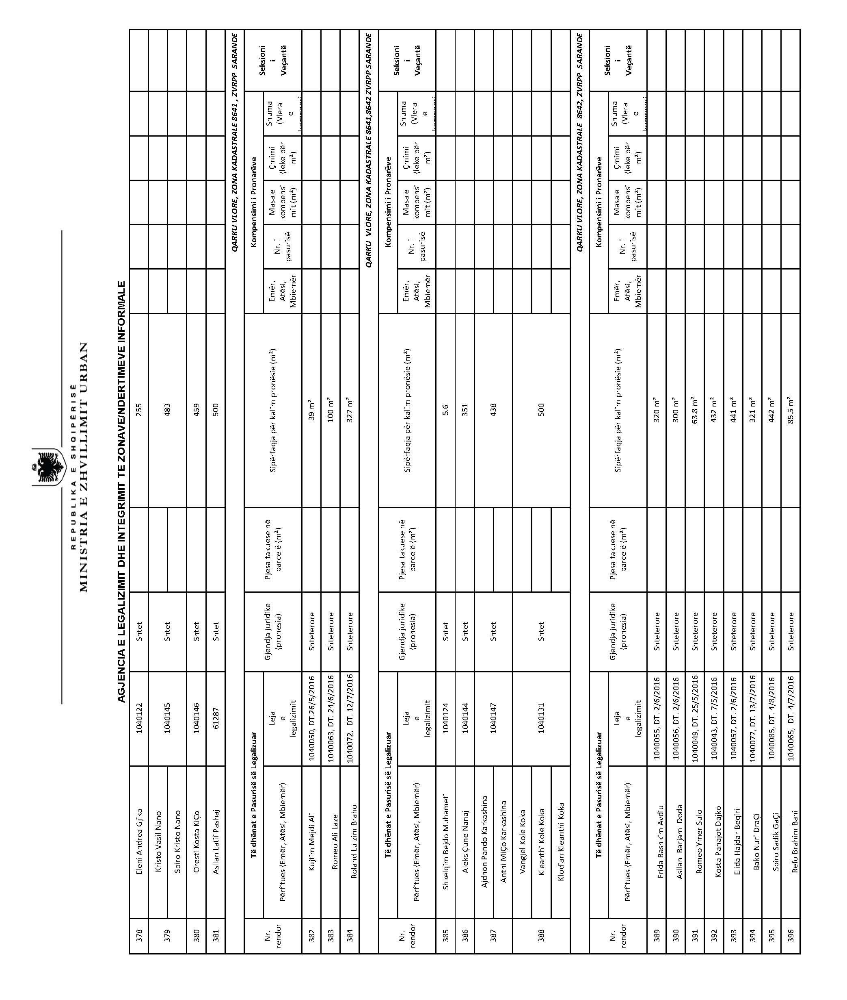 REPUBLIKA E SHQIPËRISË
MINISTRIA E ZHVILLIMIT URBAN
AGJENCIA E LEGALIZIMIT DHE INTEGRIMIT TE ZONAVE/NDERTIMEVE INFORMALE
378 Eleni Andrea Gjika 1040122 Shtet 255
379 Kristo Vasil Nano 1040145 Shtet 483
Spiro Kristo Nano
380 Oresti Kosta KiÇo 1040146 Shtet 459
381 Asllan Latif Pashaj 61287 Shtet 500
QARKU VLORE, ZONA KADASTRALE 8641 , ZVRPP SARANDE
Nr. rendor Të dhënat e Pasurisë së Legalizuar Gjendja juridike (pronesia) Pjesa takuese në parcelë (m²) Sipërfaqja për kalim pronësie (m²) Kompensimi i Pronarëve Seksioni i Veçantë
Përfitues (Emër, Atësi, Mbiemër) Leja e legalizimit Emër, Atësi, Mbiemër Nr. i pasurisë Masa e kompensi mit (m²) Çmimi (leke për m²) Shuma (Vlera e kompensi
382 Kujtim Mejdi Ali 1040050, DT.26/5/2016 Shteterore 39 m²
383 Romeo Ali Laze 1040063, DT. 24/6/2016 Shteterore 100 m²
384 Roland Lulzim Braho 1040072, DT. 12/7/2016 Shteterore 327 m²
QARKU VLORE, ZONA KADASTRALE 8641,8642 ZVRPP SARANDE
Nr. rendor Të dhënat e Pasurisë së Legalizuar Gjendja juridike (pronesia) Pjesa takuese në parcelë (m²) Sipërfaqja për kalim pronësie (m²) Kompensimi i Pronarëve Seksioni i Veçantë
Përfitues (Emër, Atësi, Mbiemër) Leja e legalizimit Emër, Atësi, Mbiemër Nr. i pasurisë Masa e kompensi mit (m²) Çmimi (leke për m²) Shuma (Vlera e kompensi
385 Shkelqim Bejdo Muhameti 1040124 Shtet 5.6
386 Aleks Çune Nanaj 1040144 Shtet 351
387 Ajdhon Pando Karkashina 1040147 Shtet 438
Anthi MiÇo Karkashina
388 Vangjel Kole Koka 1040131 Shtet 500
Kleanthi Kole Koka
Klodian Kleanthi Koka
QARKU VLORE, ZONA KADASTRALE 8642, ZVRPP SARANDE
Nr. rendor Të dhënat e Pasurisë së Legalizuar Gjendja juridike (pronesia) Pjesa takuese në parcelë (m²) Sipërfaqja për kalim pronësie (m²) Kompensimi i Pronarëve Seksioni i Veçantë
Përfitues (Emër, Atësi, Mbiemër) Leja e legalizimit Emër, Atësi, Mbiemër Nr. i pasurisë Masa e kompensi mit (m²) Çmimi (leke për m²) Shuma (Vlera e kompensi
389 Frida Bashkim Avdiu 1040055, DT. 2/6/2016 Shteterore 320 m²
390 Asllan Barjam Doda 1040056, DT. 2/6/2016 Shteterore 300 m²
391 Romeo Ymer Sulo 1040049, DT. 25/5/2016 Shteterore 63.8 m²
392 Kosta Panajot Dajko 1040043, DT. 7/5/2016 Shteterore 432 m²
393 Elida Hajdar Beqiri 1040057, DT. 2/6/2016 Shteterore 441 m²
394 Bako Nuri DraÇi 1040077, DT. 13/7/2016 Shteterore 321 m²
395 Spiro Sadik GaÇi 1040085, DT. 4/8/2016 Shteterore 442 m²
396 Refo Brahim Bani 1040065, DT. 4/7/2016 Shteterore 85.5 m²